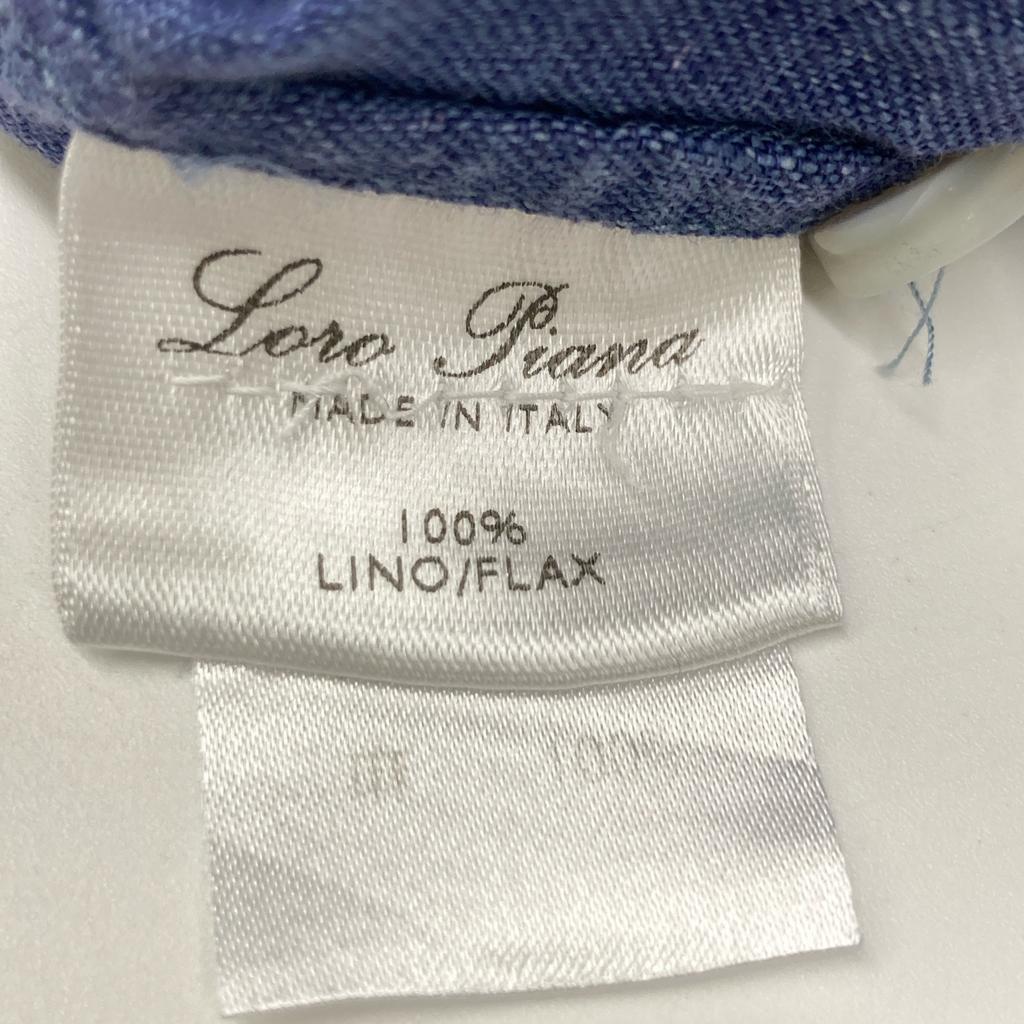 Loro Piana
MADE IN ITALY
100%
LINO/FLAX